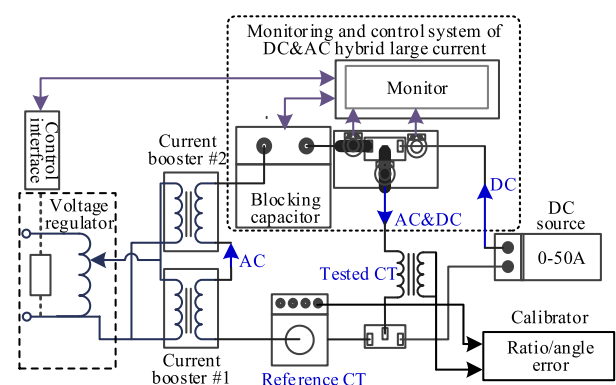 Monitoring and control system of
DC&AC hybrid large current
Monitor
Control
interface
Current
booster #2
Blocking
capacitor
Voltage
regulator
AC
AC&DC
DC
DC
source
0-50A
Tested CT
Calibrator
Ratio/angle
error
Current
booster #1
Reference CT